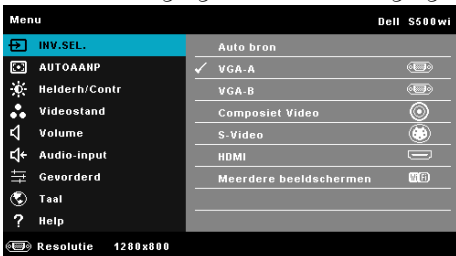 Menu Dell S500wi
INV.SEL. Auto bron
AUTOAANP VGA-A
Helderh/Contr VGA-B
Videostand Composiet Video
Volume S-Video
Audio-input HDMI
Gevorderd Meerdere beeldschermen WiFi
Taal
? Help
Resolutie 1280x800